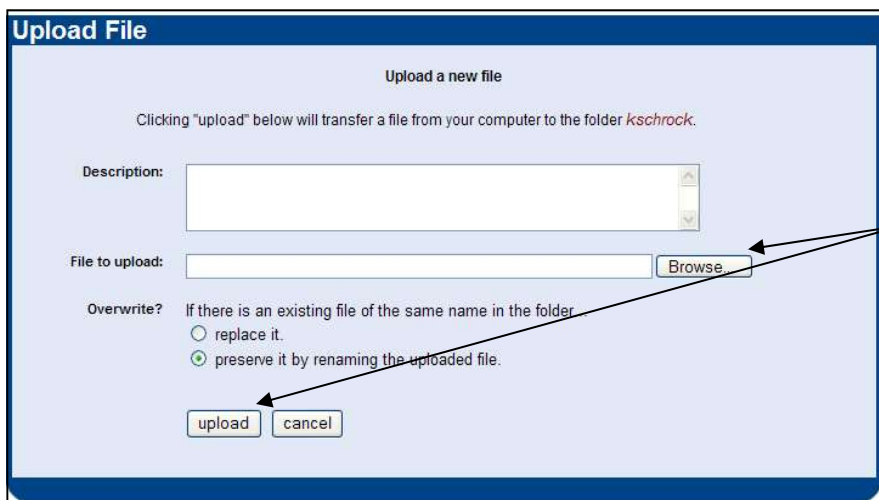 Upload File
Upload a new file
Clicking "upload" below will transfer a file from your computer to the folder kschrock.
Description:
File to upload:
Browse...
Overwrite?
If there is an existing file of the same name in the folder...
replace it.
preserve it by renaming the uploaded file.
upload
cancel